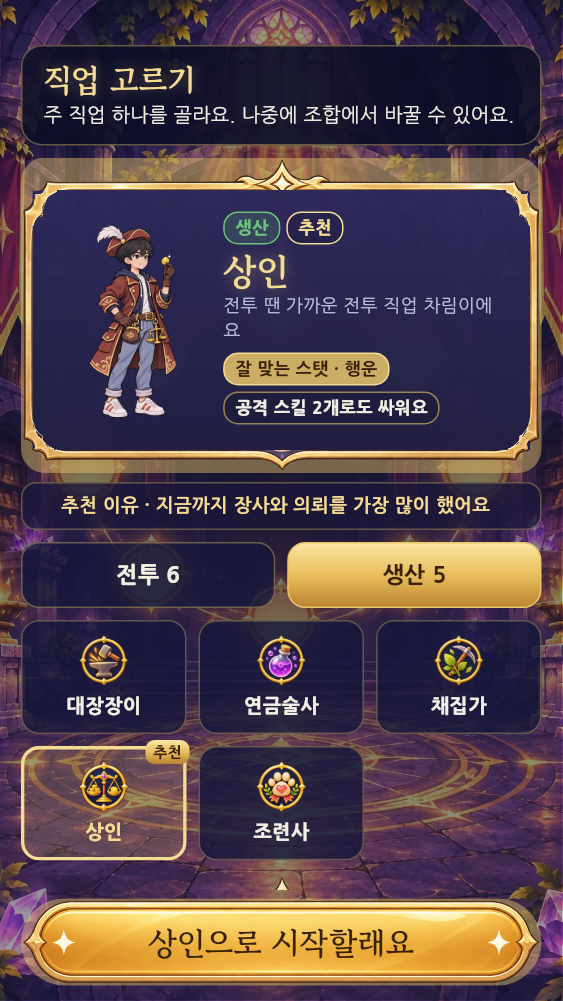 직업 고르기
주 직업 하나를 골라요. 나중에 조합에서 바꿀 수 있어요.
생산 추천
상인
전투 땐 가까운 전투 직업 차림이에
요
잘 맞는 스탯 · 행운
공격 스킬 2개로도 싸워요
추천 이유 · 지금까지 장사와 의뢰를 가장 많이 했어요
전투 6 생산 5
대장장이 연금술사 채집가
추천
상인 조련사
상인으로 시작할래요